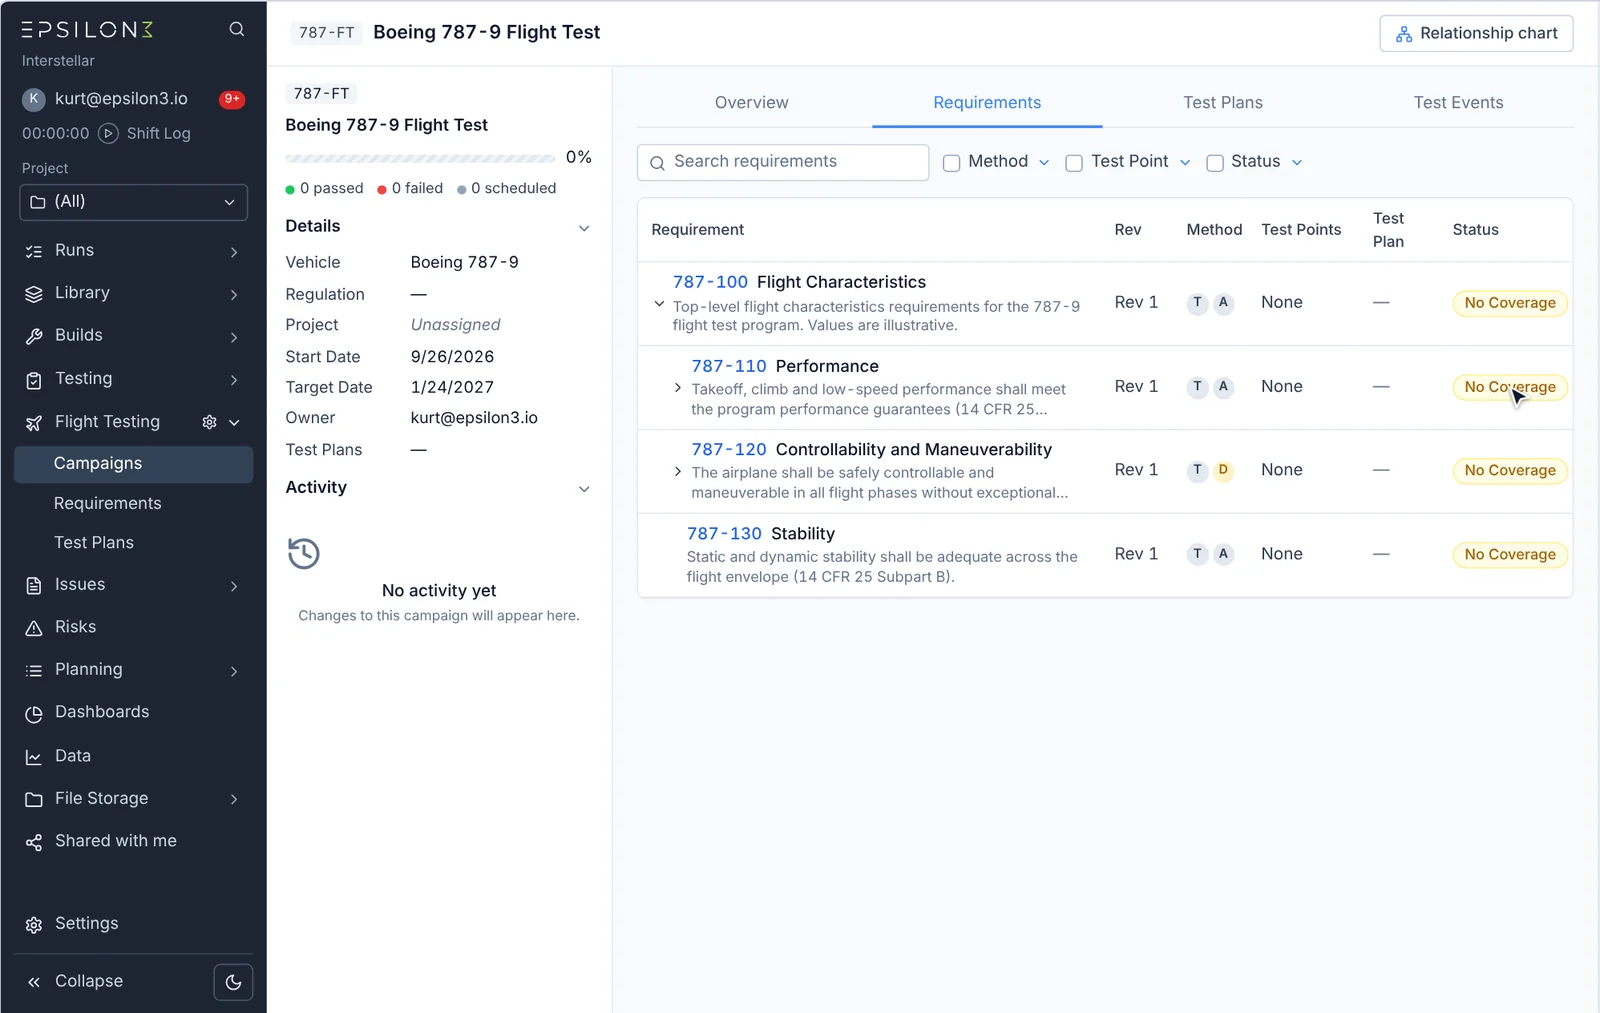 EPSILON3
Interstellar
K kurt@epsilon3.io 9+
00:00:00 Shift Log
Project
(All)
Runs
Library
Builds
Testing
Flight Testing
Campaigns
Requirements
Test Plans
Issues
Risks
Planning
Dashboards
Data
File Storage
Shared with me
Settings
Collapse
787-FT Boeing 787-9 Flight Test
Relationship chart
787-FT
Boeing 787-9 Flight Test
0%
0 passed 0 failed 0 scheduled
Details
Vehicle Boeing 787-9
Regulation —
Project Unassigned
Start Date 9/26/2026
Target Date 1/24/2027
Owner kurt@epsilon3.io
Test Plans —
Activity
No activity yet
Changes to this campaign will appear here.
Overview Requirements Test Plans Test Events
Search requirements Method Test Point Status
Requirement Rev Method Test Points Test Plan Status
787-100 Flight Characteristics
Top-level flight characteristics requirements for the 787-9
flight test program. Values are illustrative.
Rev 1 T A None — No Coverage
787-110 Performance
Takeoff, climb and low-speed performance shall meet
the program performance guarantees (14 CFR 25...
Rev 1 T A None — No Coverage
787-120 Controllability and Maneuverability
The airplane shall be safely controllable and
maneuverable in all flight phases without exceptional...
Rev 1 T D None — No Coverage
787-130 Stability
Static and dynamic stability shall be adequate across the
flight envelope (14 CFR 25 Subpart B).
Rev 1 T A None — No Coverage